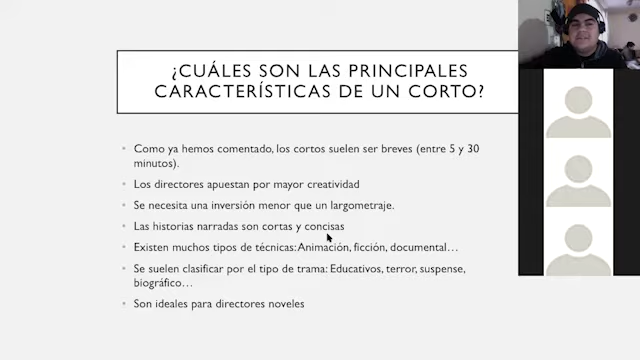 ¿CUÁLES SON LAS PRINCIPALES
CARACTERÍSTICAS DE UN CORTO?
• Como ya hemos comentado, los cortos suelen ser breves (entre 5 y 30
minutos).
• Los directores apuestan por mayor creatividad
• Se necesita una inversión menor que un largometraje.
• Las historias narradas son cortas y concisas
• Existen muchos tipos de técnicas: Animación, ficción, documental…
• Se suelen clasificar por el tipo de trama: Educativos, terror, suspense,
biográfico…
• Son ideales para directores noveles